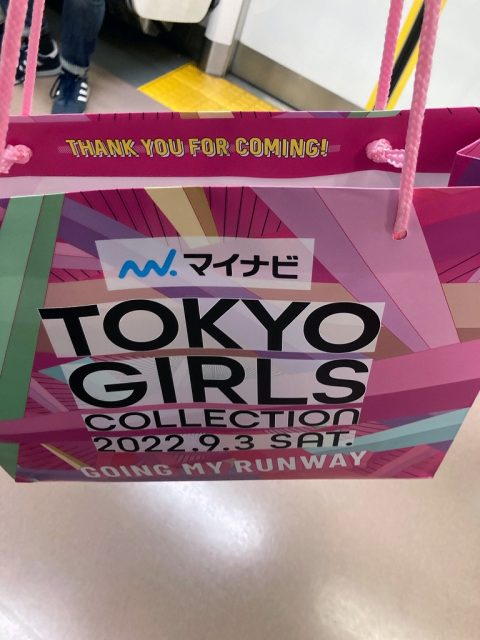 THANK YOU FOR COMING!
マイナビ
TOKYO
GIRLS
COLLECTION
2022.9.3 SAT.
GOING MY RUNWAY